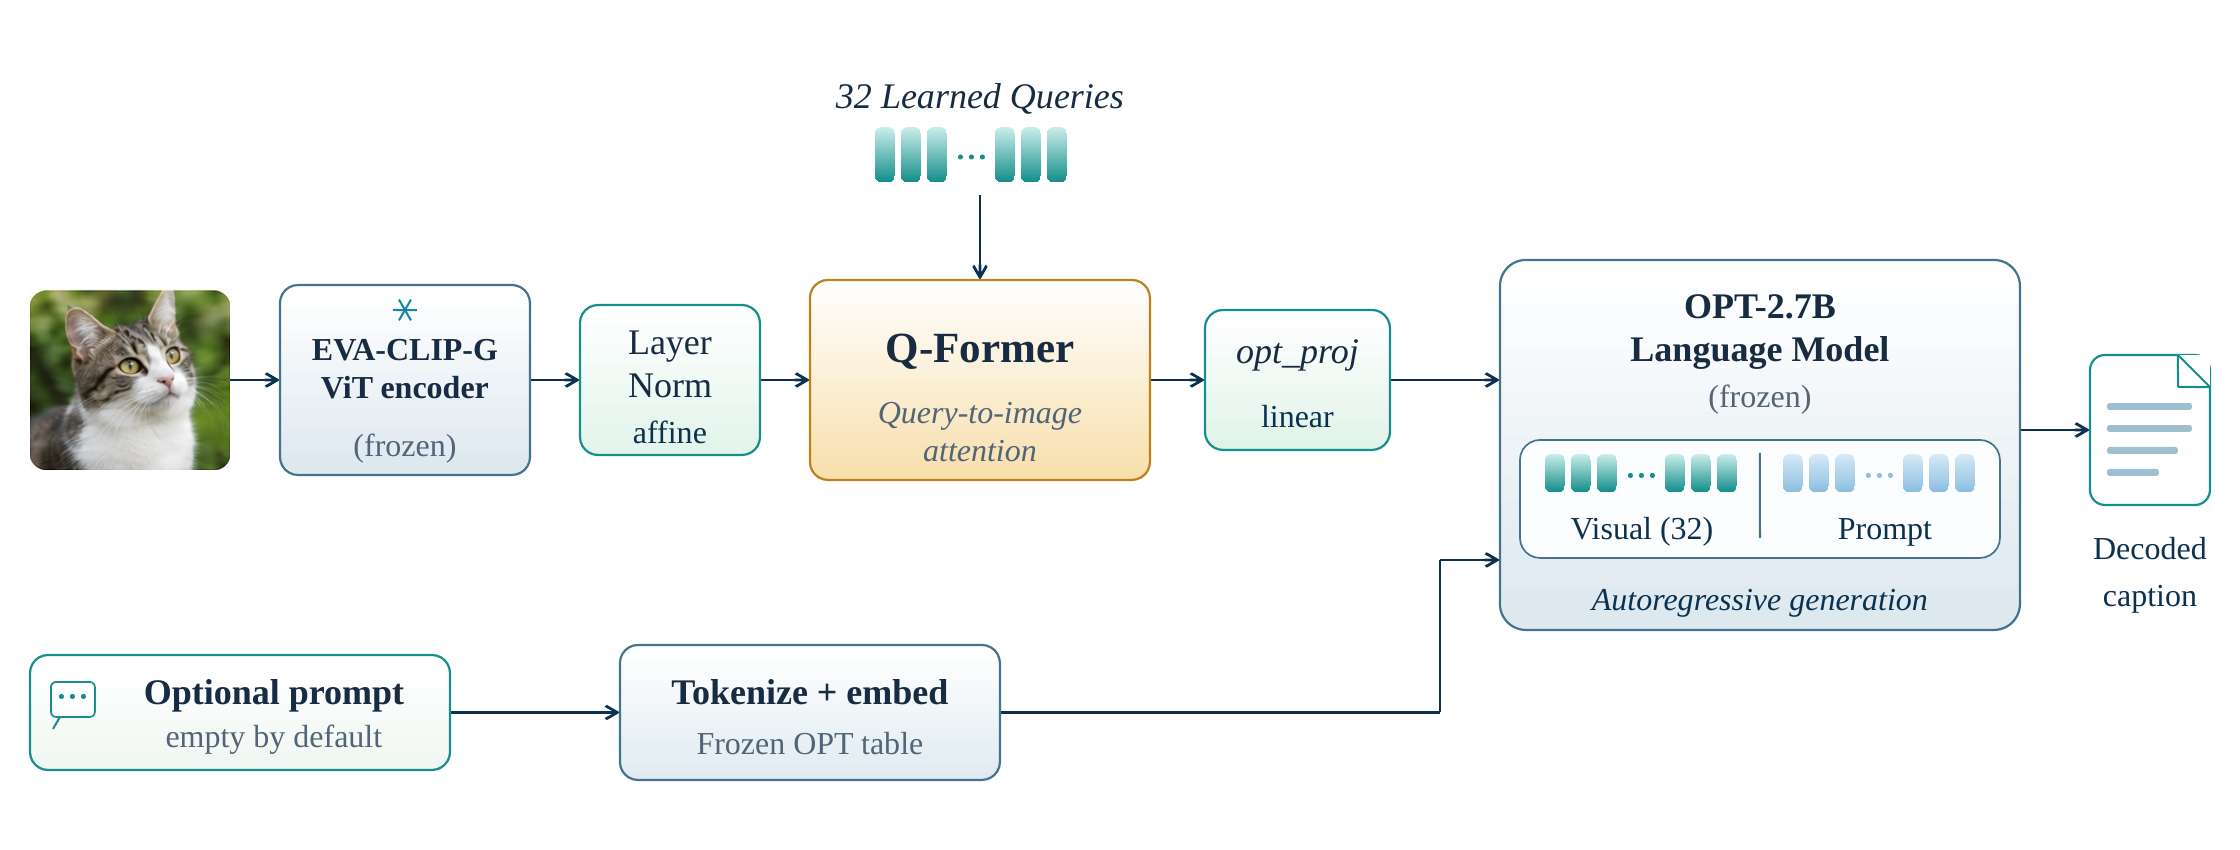 32 Learned Queries
EVA-CLIP-G
ViT encoder
(frozen)
Layer
Norm
affine
Q-Former
Query-to-image
attention
opt_proj
linear
OPT-2.7B
Language Model
(frozen)
Visual (32)
Prompt
Autoregressive generation
Decoded
caption
Optional prompt
empty by default
Tokenize + embed
Frozen OPT table